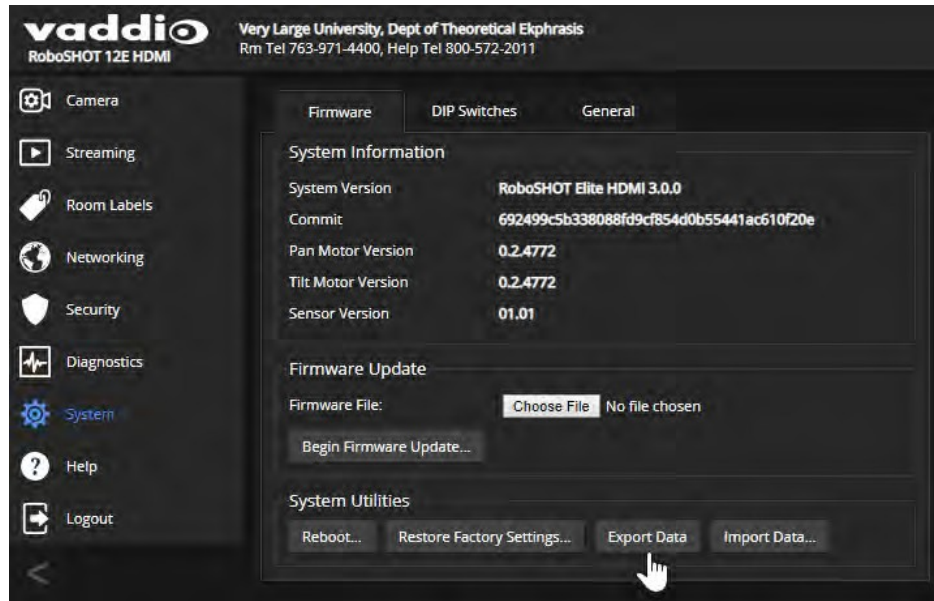 vaddio
RoboSHOT 12E HDMI
Very Large University, Dept of Theoretical Ekphrasis
Rm Tel 763-971-4400, Help Tel 800-572-2011
Camera
Streaming
Room Labels
Networking
Security
Diagnostics
System
Help
Logout
<
Firmware DIP Switches General
System Information
System Version RoboSHOT Elite HDMI 3.0.0
Commit 692499c5b338088fd9cf854d0b55441ac610f20e
Pan Motor Version 0.2.4772
Tilt Motor Version 0.2.4772
Sensor Version 01.01
Firmware Update
Firmware File: Choose File No file chosen
Begin Firmware Update...
System Utilities
Reboot... Restore Factory Settings... Export Data Import Data...